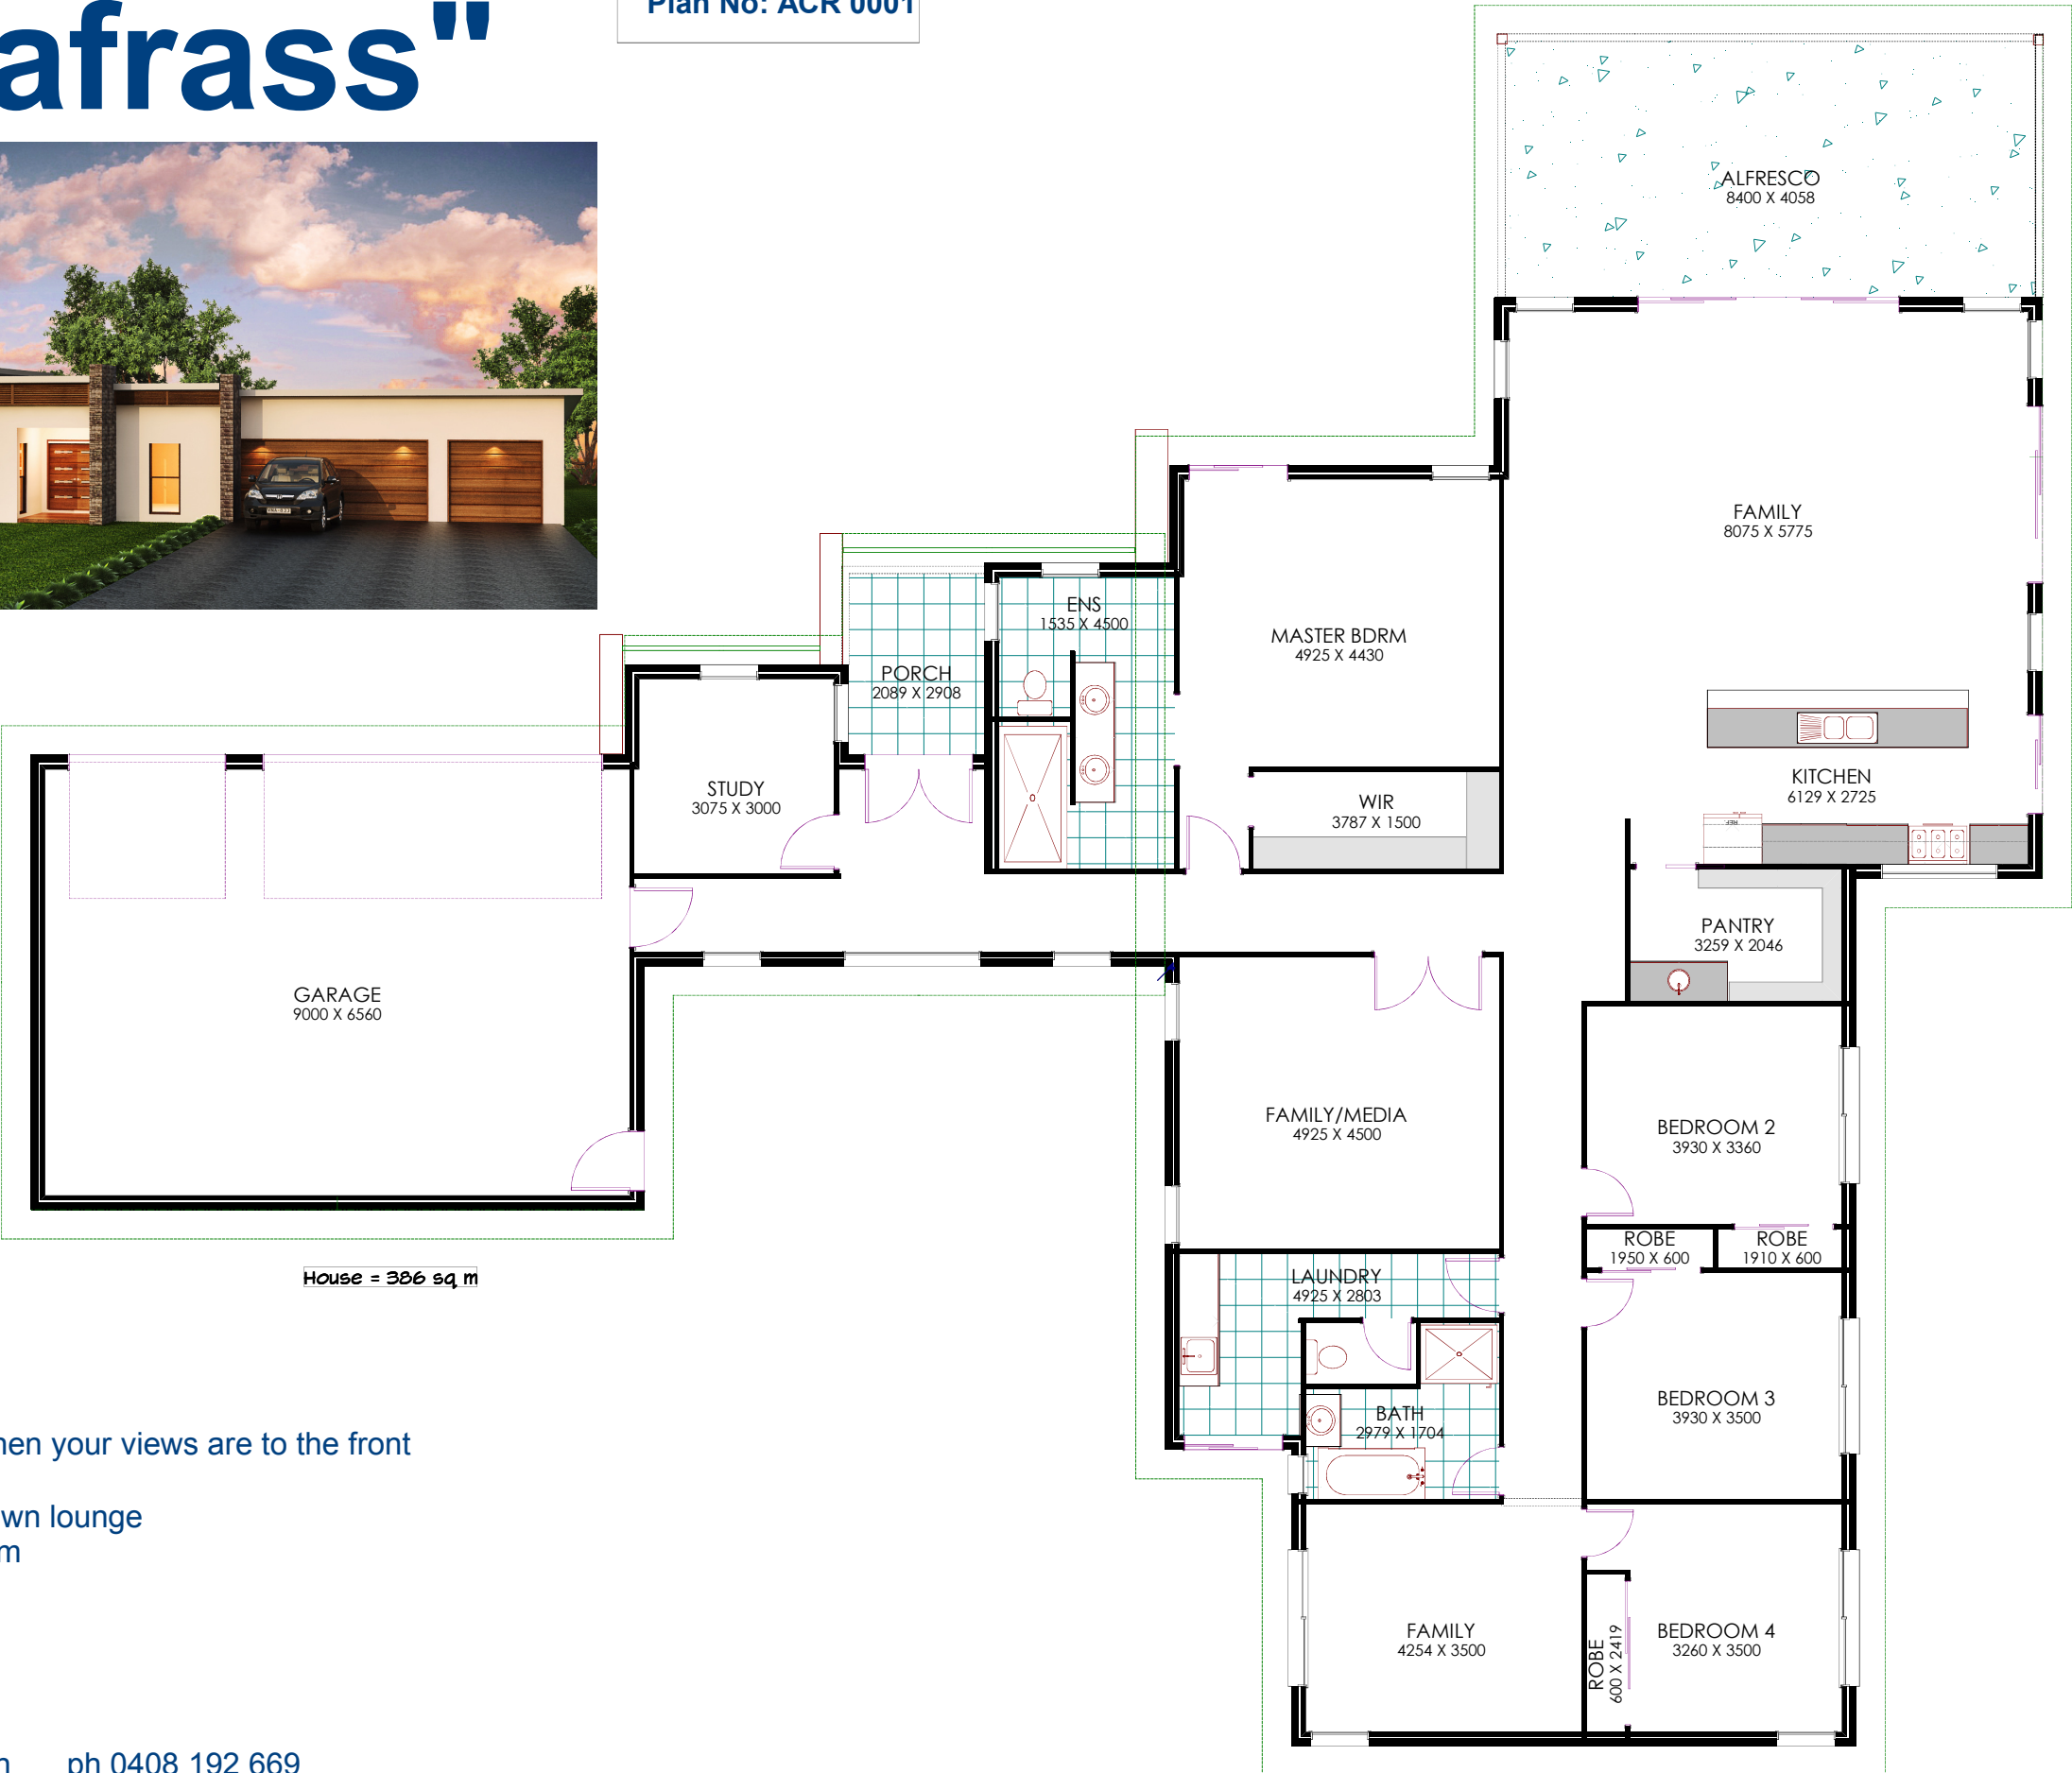 afrass"
Plan No: ACR 0001
ALFRESCO
8400 X 4058
FAMILY
8075 X 5775
ENS
1535 X 4500
MASTER BDRM
4925 X 4430
PORCH
2089 X 2908
STUDY
3075 X 3000
WIR
3787 X 1500
KITCHEN
6129 X 2725
REF.
PANTRY
3259 X 2046
GARAGE
9000 X 6560
FAMILY/MEDIA
4925 X 4500
BEDROOM 2
3930 X 3360
ROBE
1950 X 600
ROBE
1910 X 600
House = 386 sq m
LAUNDRY
4925 X 2803
BEDROOM 3
3930 X 3500
BATH
2979 X 1704
hen your views are to the front
wn lounge
m
FAMILY
4254 X 3500
ROBE
600 X 2419
BEDROOM 4
3260 X 3500
n ph 0408 192 669